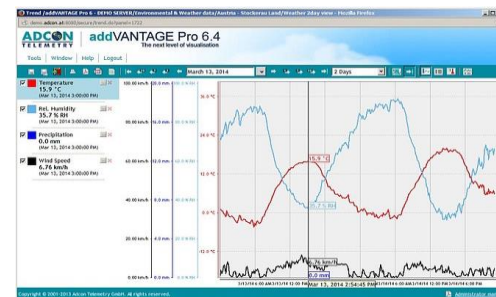 Trend /addVANTAGE Pro 6 - DEMO SERVER/Environmental & Weather data/Austria - Stockerau Land/Weather 2day view - Mozilla Firefox
ADCON
TELEMETRY
addVANTAGE Pro 6.4
The next level of visualisation
Tools Window Help Logout
March 13, 2014
2 Days
Temperature
15.9 °C
(Mar 13, 2014 3:00:00 PM)
Rel. Humidity
35.7 % RH
(Mar 13, 2014 3:00:00 PM)
Precipitation
0.0 mm
(Mar 13, 2014 3:00:00 PM)
Wind Speed
6.76 km/h
(Mar 13, 2014 3:00:00 PM)
100.00 km/h
80.00 km/h
60.00 km/h
40.00 km/h
20.00 km/h
0.00 km/h
36.0 °C
24.0 °C
12.0 °C
0.0 °C
-12.0 °C
15.9 °C
35.7 % RH
6.76 km/h
0.0 mm
Mar 13, 2014 2:54:45 PM
Copyright © 2001-2013 Adcon Telemetry GmbH. All rights reserved.